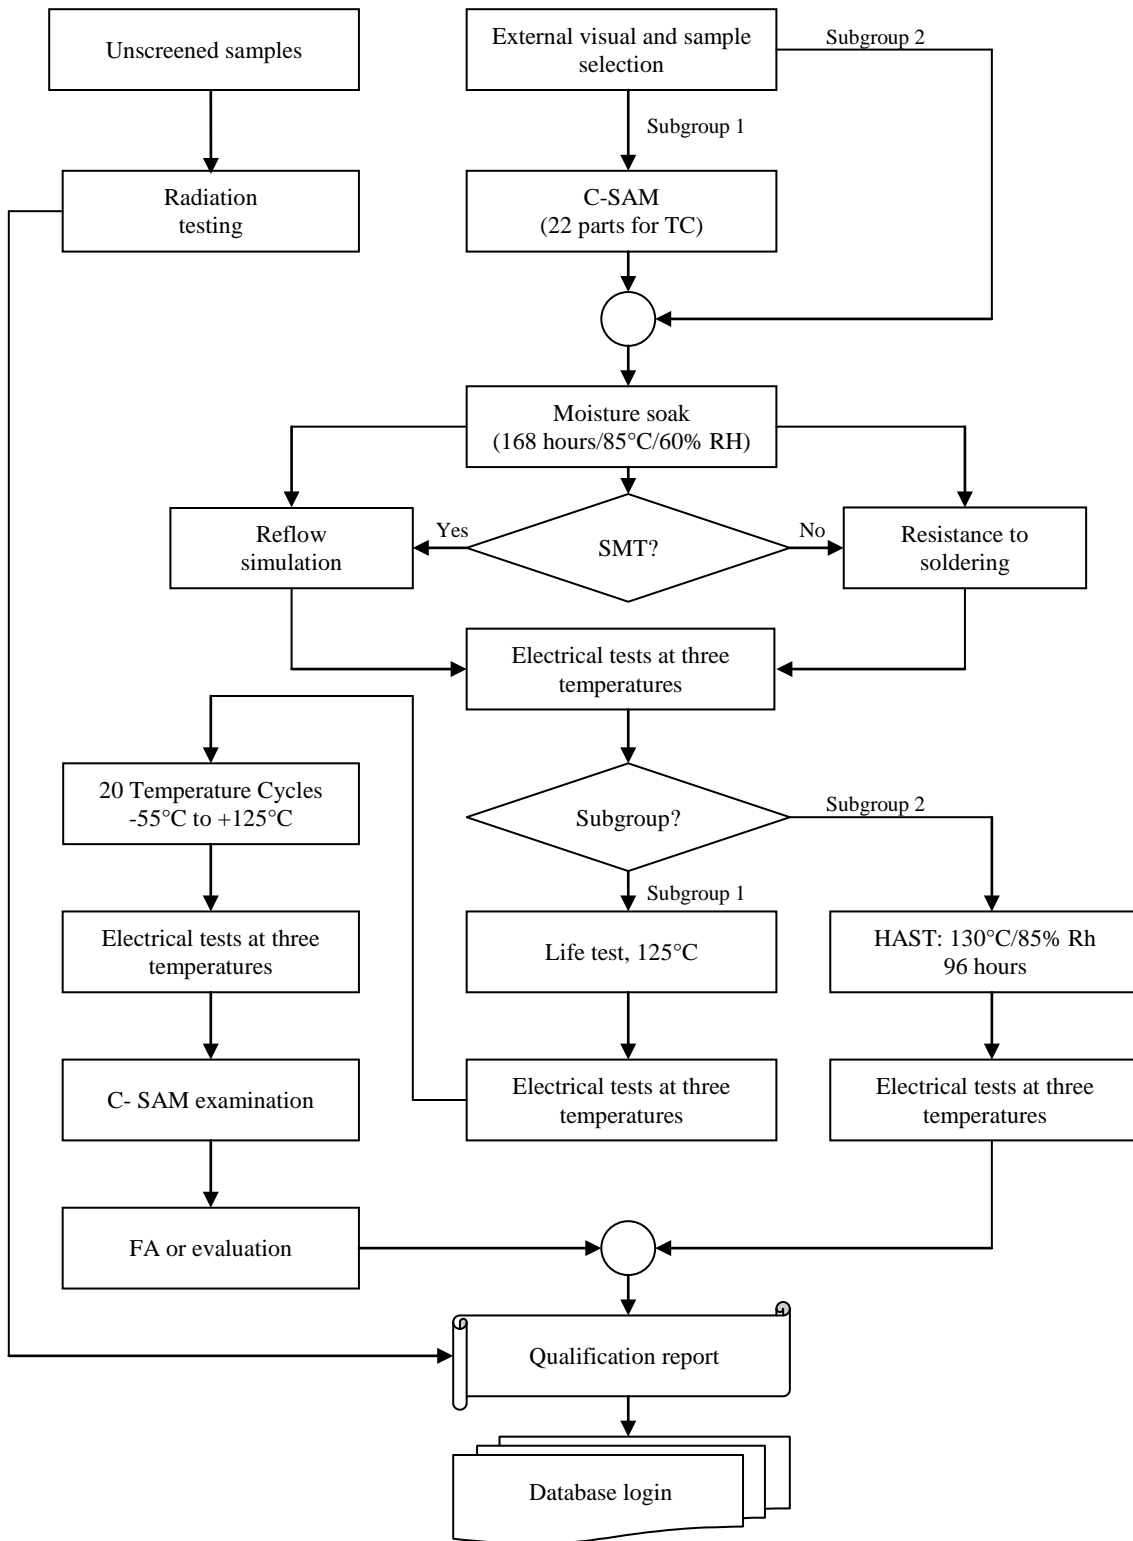 Unscreened samples
External visual and sample
selection
Subgroup 2
Subgroup 1
Radiation
testing
C-SAM
(22 parts for TC)
Moisture soak
(168 hours/85°C/60% RH)
Reflow
simulation
Yes
SMT?
No
Resistance to
soldering
Electrical tests at three
temperatures
20 Temperature Cycles
-55°C to +125°C
Subgroup?
Subgroup 2
Subgroup 1
Electrical tests at three
temperatures
Life test, 125°C
HAST: 130°C/85% Rh
96 hours
C- SAM examination
Electrical tests at three
temperatures
Electrical tests at three
temperatures
FA or evaluation
Qualification report
Database login